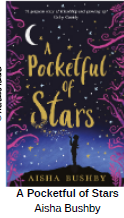 A
Pocketful
of
Stars
AISHA BUSHBY
A Pocketful of Stars
Aisha Bushby